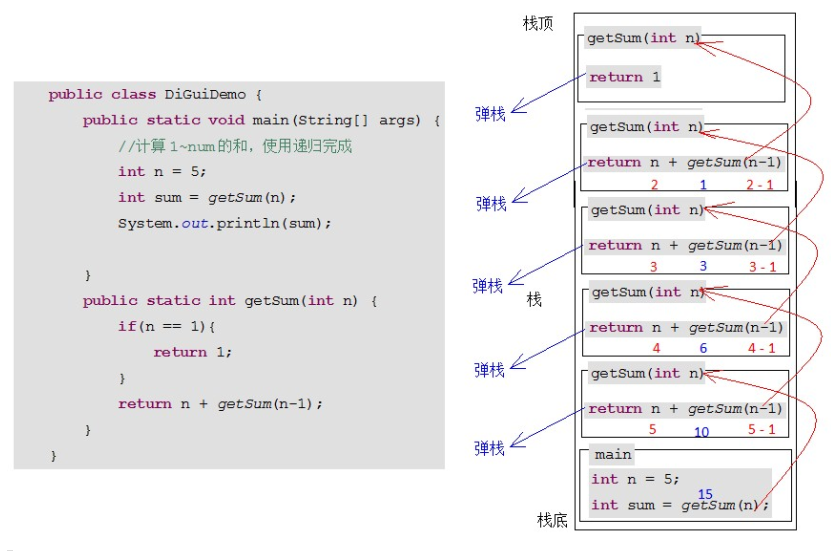 public class DiGuiDemo {
public static void main(String[] args) {
//计算1~num的和，使用递归完成
int n = 5;
int sum = getSum(n);
System.out.println(sum);
}
public static int getSum(int n) {
if(n == 1){
return 1;
}
return n + getSum(n-1);
}
}
栈顶
getSum(int n)
return 1
弹栈
getSum(int n)
return n + getSum(n-1)
2 1 2 - 1
弹栈
getSum(int n)
return n + getSum(n-1)
3 3 3 - 1
弹栈
栈
getSum(int n)
return n + getSum(n-1)
4 6 4 - 1
弹栈
getSum(int n)
return n + getSum(n-1)
5 10 5 - 1
弹栈
main
int n = 5;
15
int sum = getSum(n);
栈底